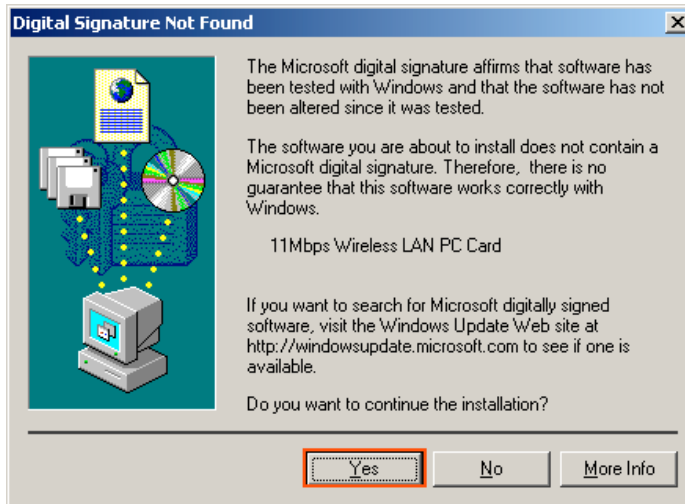 Digital Signature Not Found
The Microsoft digital signature affirms that software has
been tested with Windows and that the software has not
been altered since it was tested.
The software you are about to install does not contain a
Microsoft digital signature. Therefore,  there is no
guarantee that this software works correctly with
Windows.
11Mbps Wireless LAN PC Card
If you want to search for Microsoft digitally signed
software, visit the Windows Update Web site at
http://windowsupdate.microsoft.com to see if one is
available.
Do you want to continue the installation?
Yes No More Info